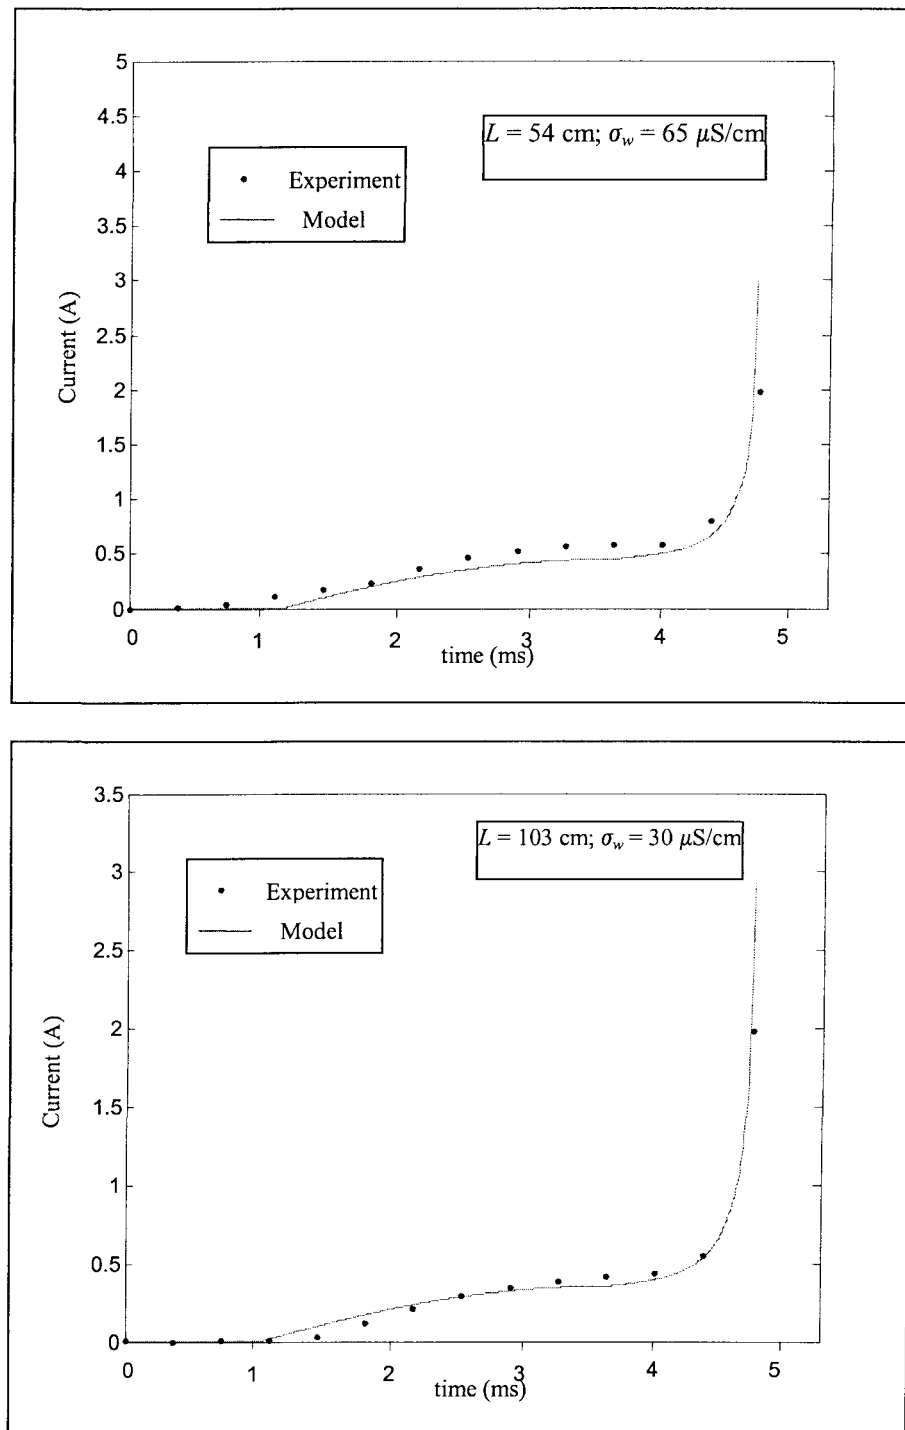 5
4.5
L = 54 cm; σw = 65 μS/cm
4
Experiment
Model
3.5
3
2.5
2
1.5
1
0.5
0
Current (A)
0 1 2 3 4 5
time (ms)
3.5
L = 103 cm; σw = 30 μS/cm
3
Experiment
Model
2.5
2
1.5
1
0.5
0
Current (A)
0 1 2 3 4 5
time (ms)